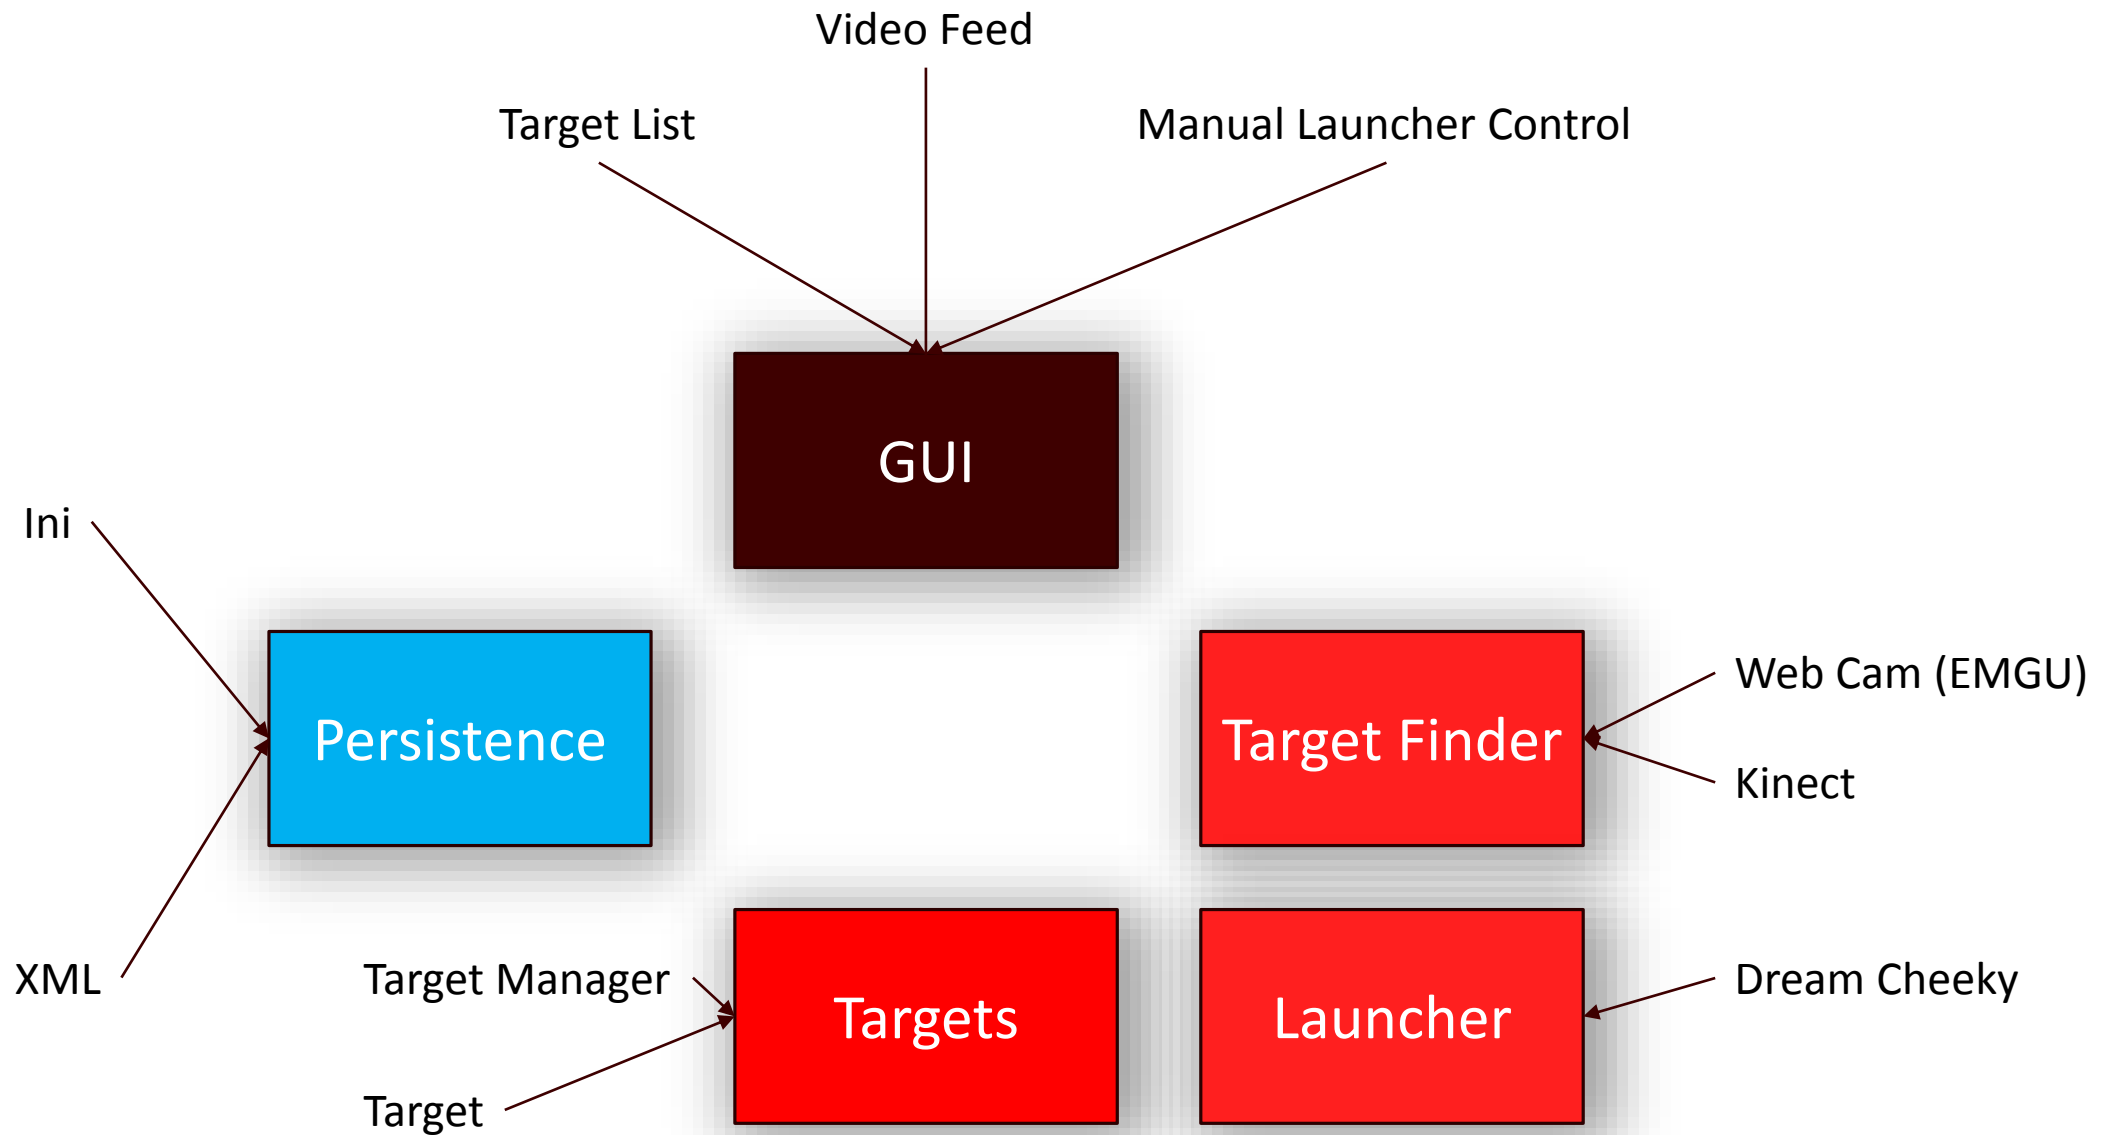 Video Feed
Target List
Manual Launcher Control
GUI
Ini
Persistence
Target Finder
Web Cam (EMGU)
Kinect
XML
Target Manager
Targets
Launcher
Dream Cheeky
Target